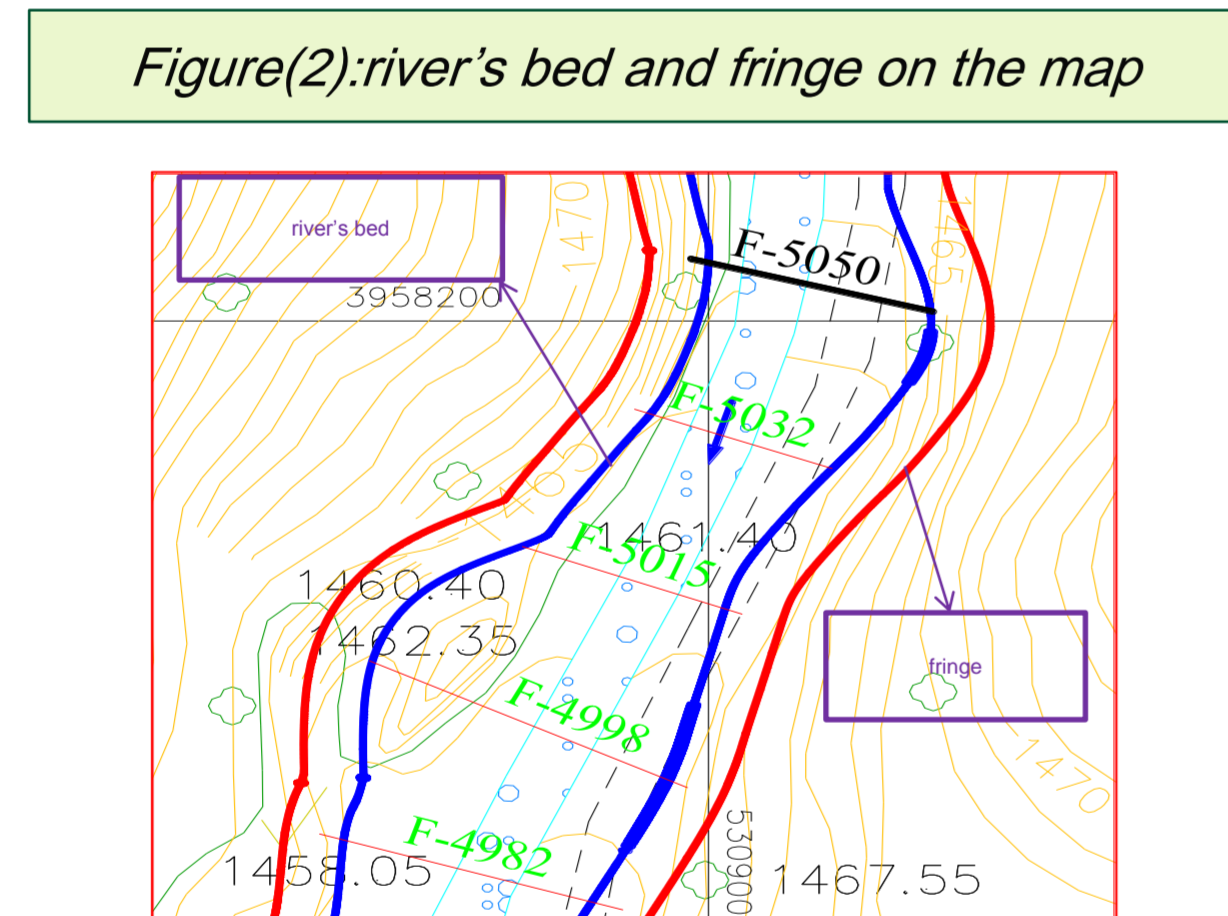 Figure(2):river's bed and fringe on the map
river's bed
1470
1465
F-5050
3958200
F-5032
1465
1461.40
F-5015
1460.40
1462.35
fringe
F-4998
1470
530900
F-4982
1458.05
1467.55